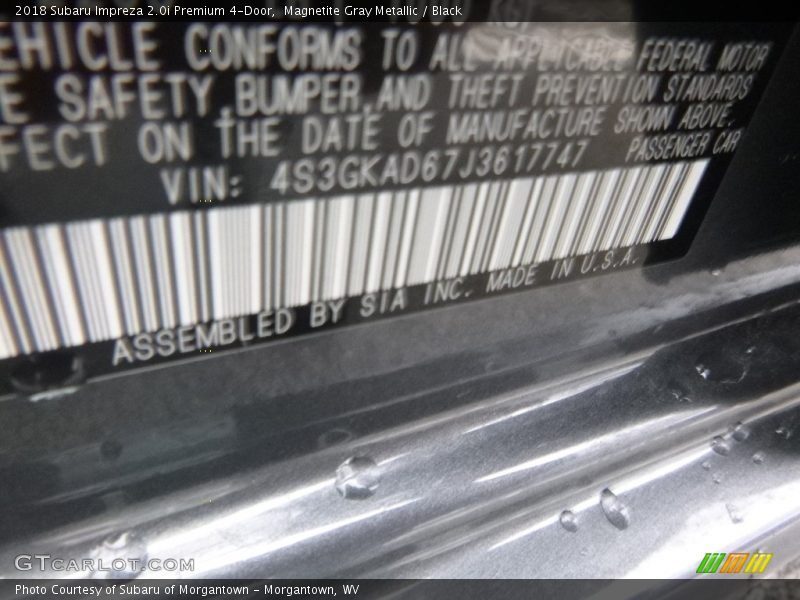 2018 Subaru Impreza 2.0i Premium 4-Door,  Magnetite Gray Metallic / Black
EHICLE CONFORMS TO ALL APPLICABLE FEDERAL MOTOR
E SAFETY,BUMPER,AND THEFT PREVENTION STANDARDS
FFECT ON THE DATE OF MANUFACTURE SHOWN ABOVE.
VIN: 4S3GKAD67J3617747 PASSENGER CAR
ASSEMBLED BY SIA INC. MADE IN U.S.A.
GTCARLOT.COM
Photo Courtesy of Subaru of Morgantown - Morgantown, WV